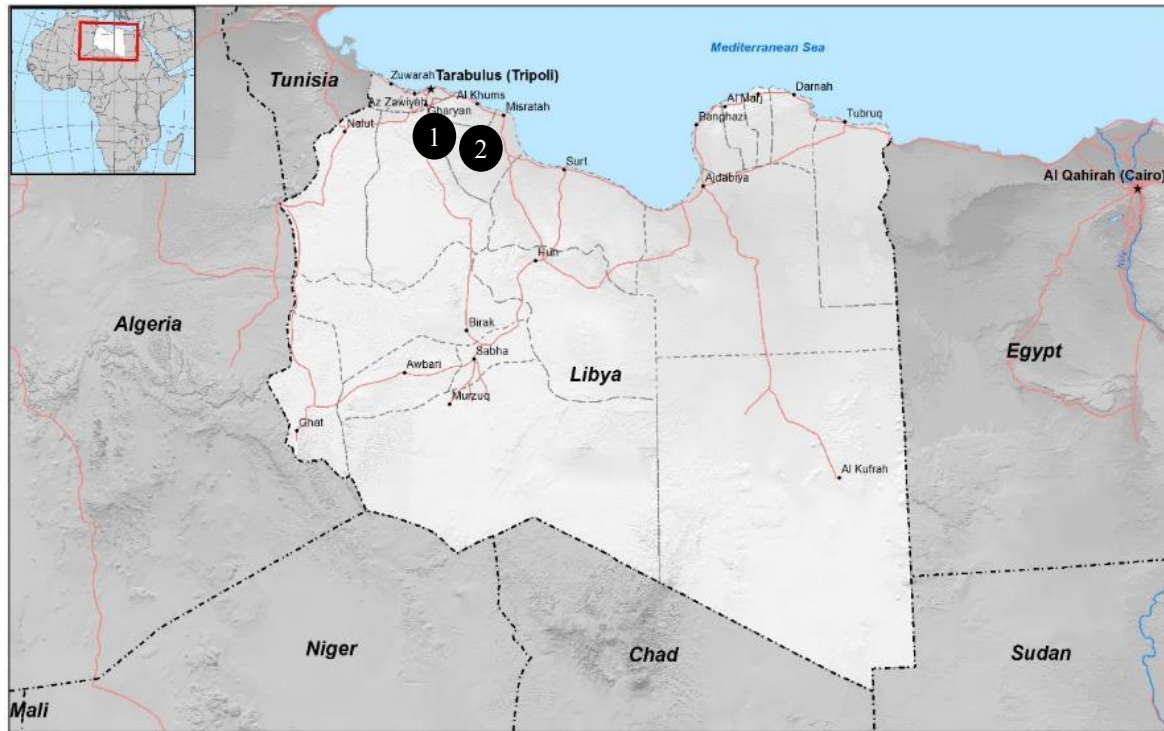 Mediterranean Sea
Tunisia
Zuwarah
Tarabulus (Tripoli)
Az Zawiyah
Al Khums
Gharyan
Misratah
Nalut
1
2
Surt
Al Marj
Darnah
Banghazi
Tubruq
Ajdabiya
Al Qahirah (Cairo)
Nile
Hun
Algeria
Birak
Sabha
Awbari
Murzuq
Libya
Egypt
Ghat
Al Kufrah
Niger
Chad
Sudan
Mali